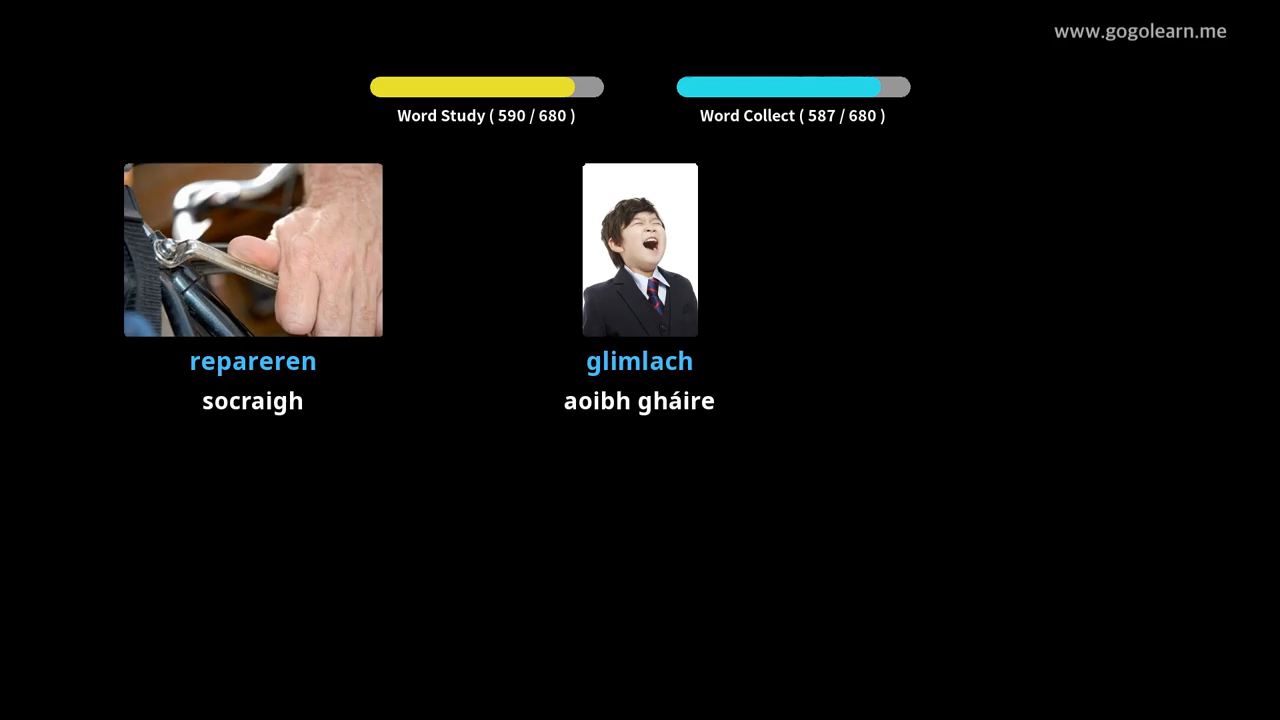 www.gogolearn.me
Word Study ( 590 / 680 )
Word Collect ( 587 / 680 )
repareren
socraigh
glimlach
aoibh gháire